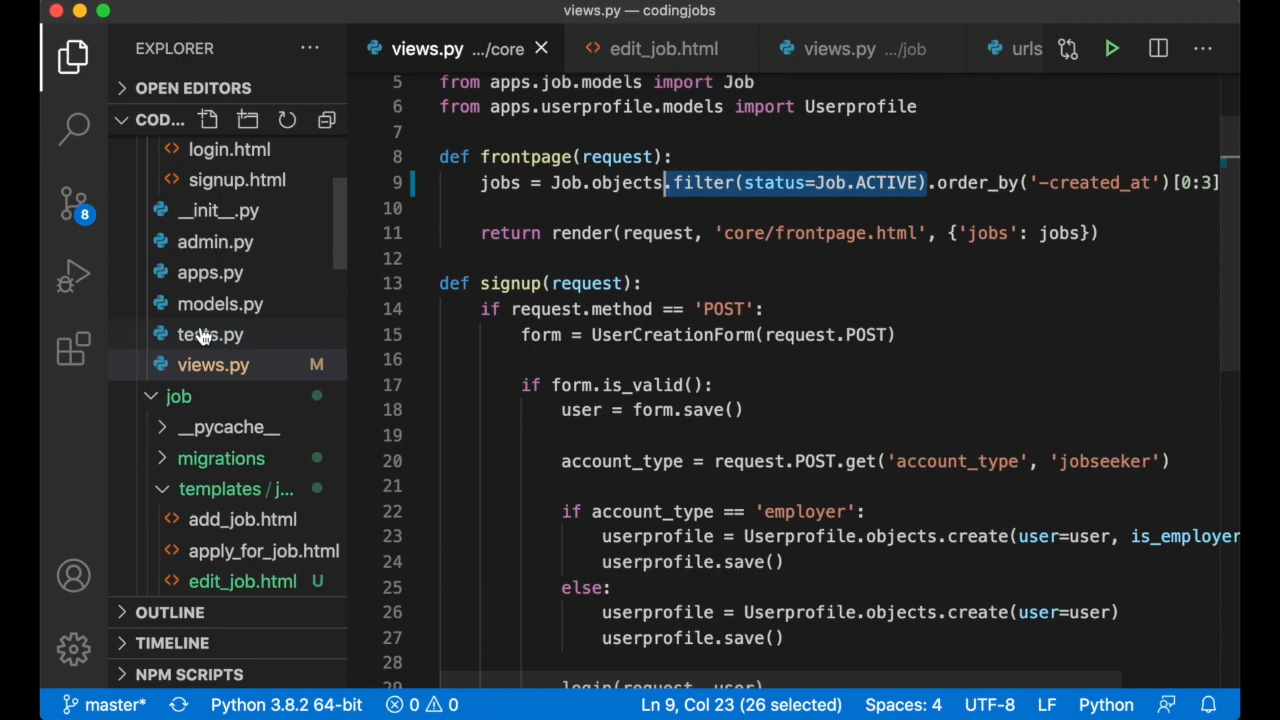 views.py — codingjobs
EXPLORER ...
views.py .../core
edit_job.html
views.py .../job
urls
...
OPEN EDITORS
COD...
login.html
signup.html
__init__.py
admin.py
apps.py
models.py
tests.py
views.py M
job
__pycache__
migrations
templates / j...
add_job.html
apply_for_job.html
edit_job.html U
OUTLINE
TIMELINE
NPM SCRIPTS
8
5 from apps.job.models import Job
6 from apps.userprofile.models import Userprofile
7
8 def frontpage(request):
9 jobs = Job.objects.filter(status=Job.ACTIVE).order_by('-created_at')[0:3]
10
11 return render(request, 'core/frontpage.html', {'jobs': jobs})
12
13 def signup(request):
14 if request.method == 'POST':
15 form = UserCreationForm(request.POST)
16
17 if form.is_valid():
18 user = form.save()
19
20 account_type = request.POST.get('account_type', 'jobseeker')
21
22 if account_type == 'employer':
23 userprofile = Userprofile.objects.create(user=user, is_employer
24 userprofile.save()
25 else:
26 userprofile = Userprofile.objects.create(user=user)
27 userprofile.save()
28
29 login(request, user)
master* Python 3.8.2 64-bit 0 0 Ln 9, Col 23 (26 selected) Spaces: 4 UTF-8 LF Python